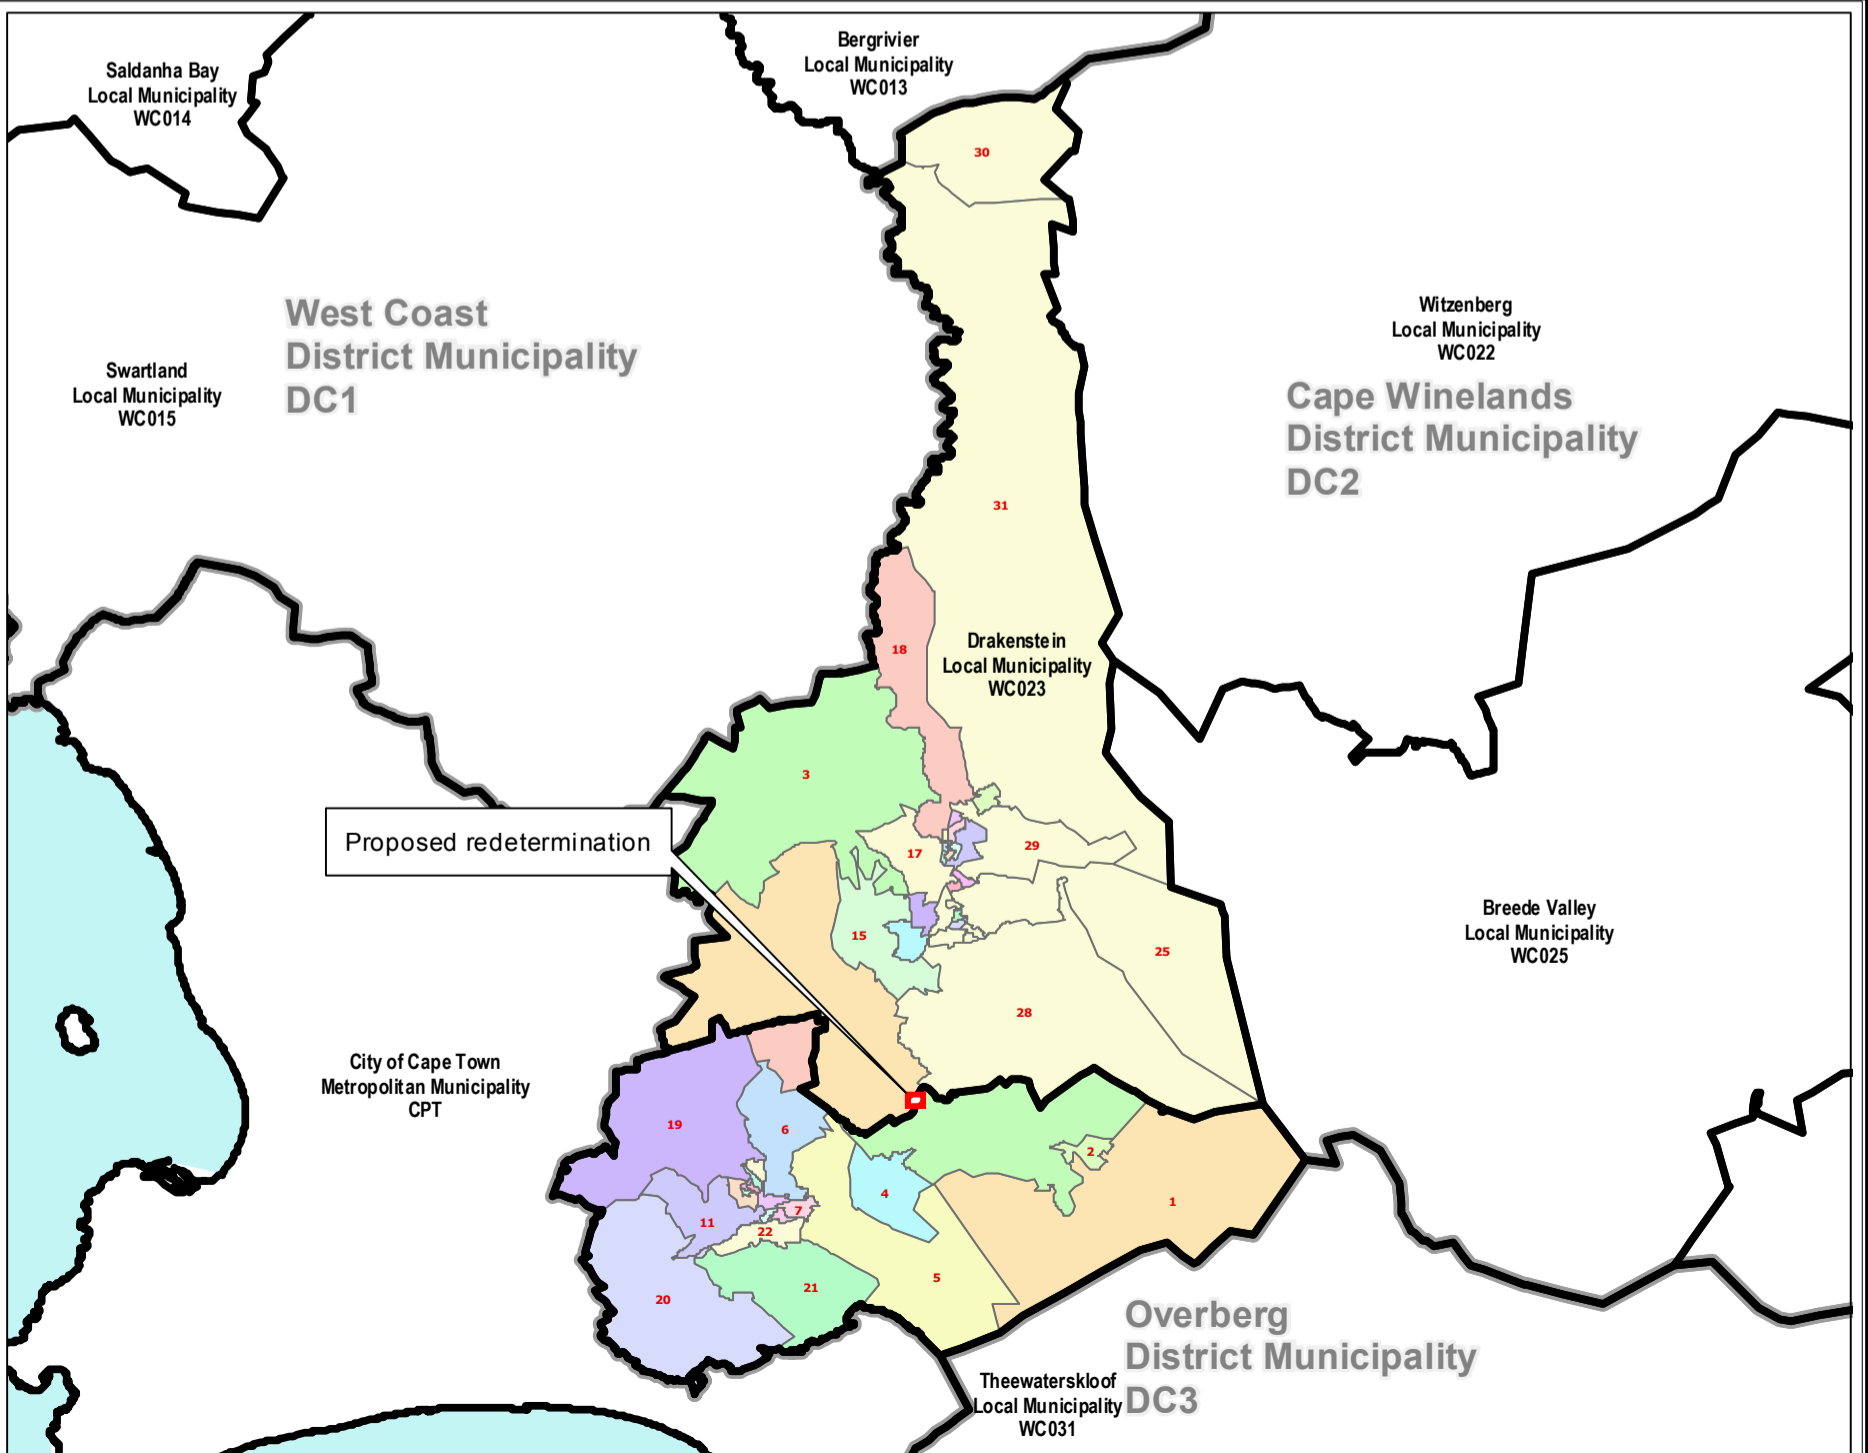 Bergrivier
Local Municipality
WC013
Saldanha Bay
Local Municipality
WC014
30
West Coast
District Municipality
DC1
Witzenberg
Local Municipality
WC022
Swartland
Local Municipality
WC015
Cape Winelands
District Municipality
DC2
31
18
Drakenstein
Local Municipality
WC023
3
Proposed redetermination
17
29
15
25
Breede Valley
Local Municipality
WC025
28
City of Cape Town
Metropolitan Municipality
CPT
19
6
2
4
1
7
11
22
5
21
20
Overberg
District Municipality
DC3
Theewaterskloof
Local Municipality
WC031